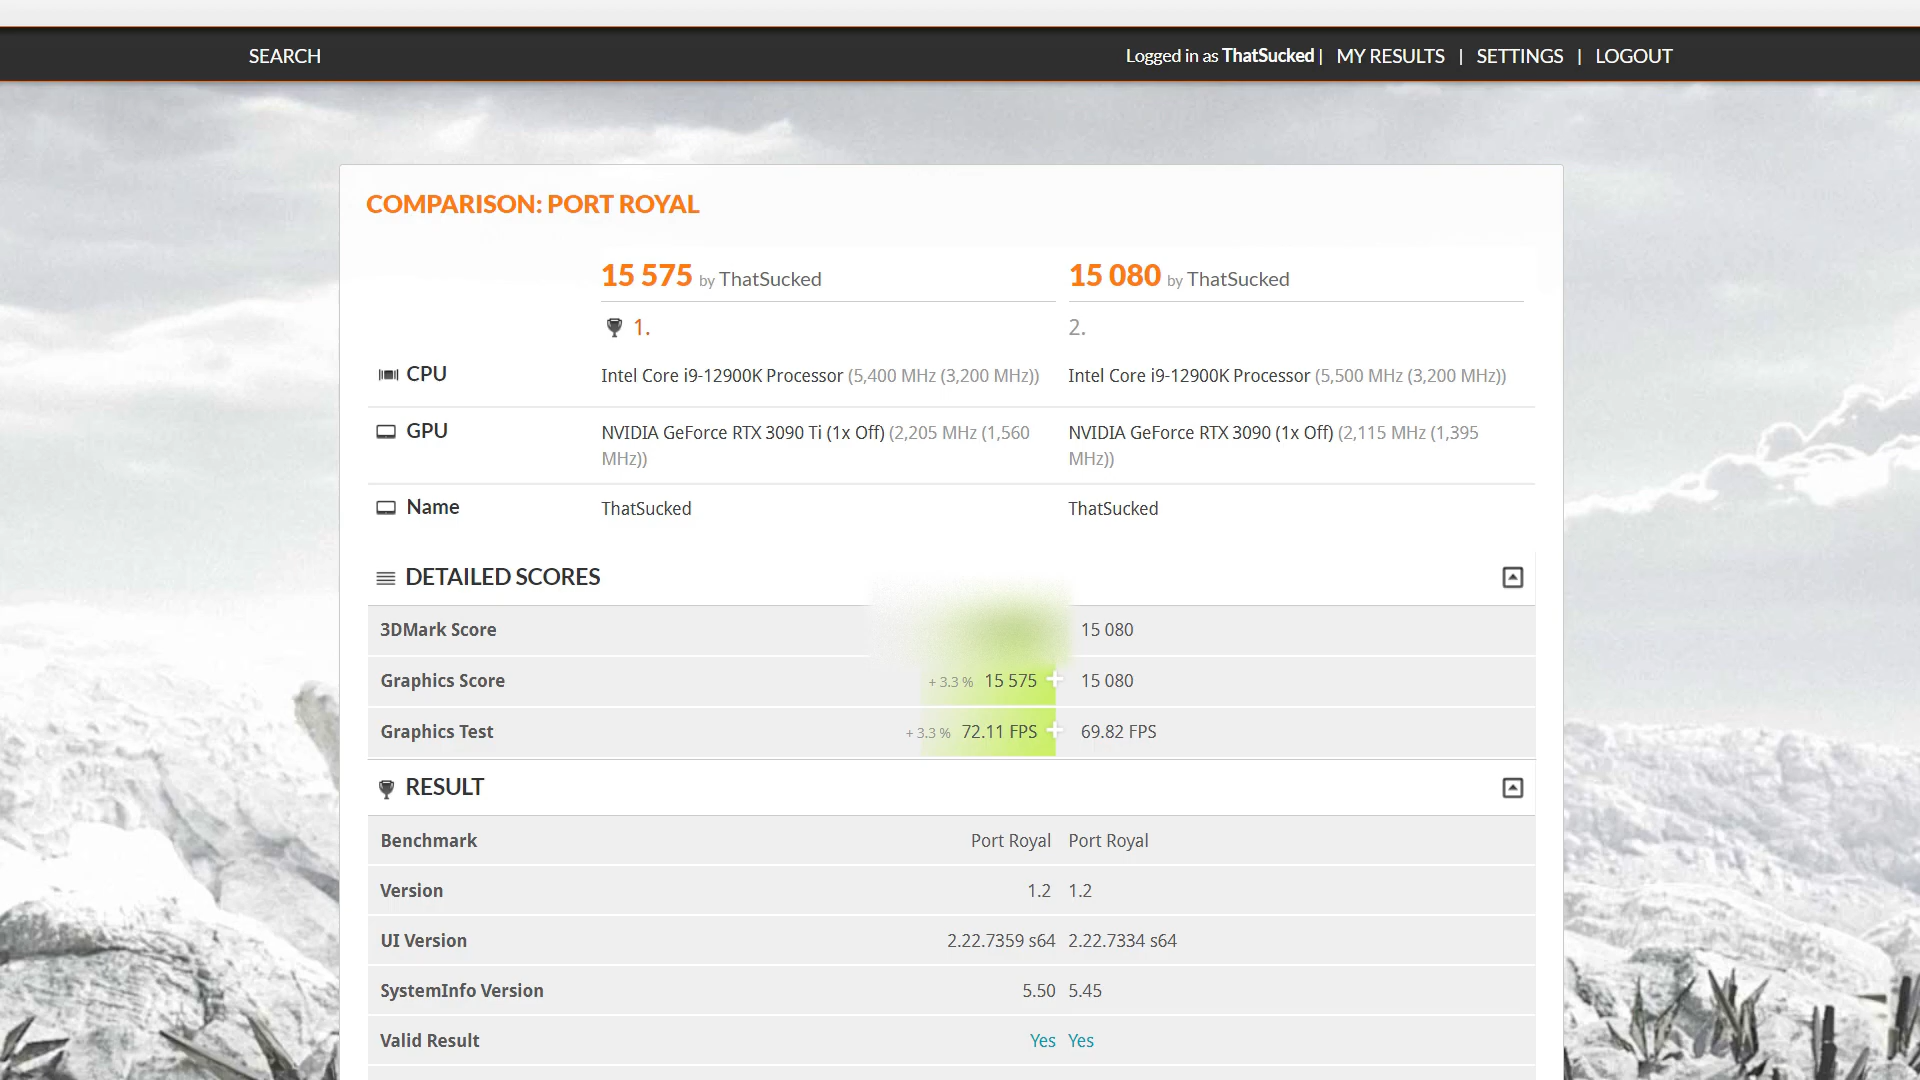 SEARCH
Logged in as ThatSucked | MY RESULTS | SETTINGS | LOGOUT
COMPARISON: PORT ROYAL
15 575 by ThatSucked 15 080 by ThatSucked
1. 2.
CPU Intel Core i9-12900K Processor (5,400 MHz (3,200 MHz)) Intel Core i9-12900K Processor (5,500 MHz (3,200 MHz))
GPU NVIDIA GeForce RTX 3090 Ti (1x Off) (2,205 MHz (1,560 NVIDIA GeForce RTX 3090 (1x Off) (2,115 MHz (1,395
MHz)) MHz))
Name ThatSucked ThatSucked
DETAILED SCORES
3DMark Score 15 080
Graphics Score + 3.3 % 15 575 + 15 080
Graphics Test + 3.3 % 72.11 FPS + 69.82 FPS
RESULT
Benchmark Port Royal Port Royal
Version 1.2 1.2
UI Version 2.22.7359 s64 2.22.7334 s64
SystemInfo Version 5.50 5.45
Valid Result Yes Yes